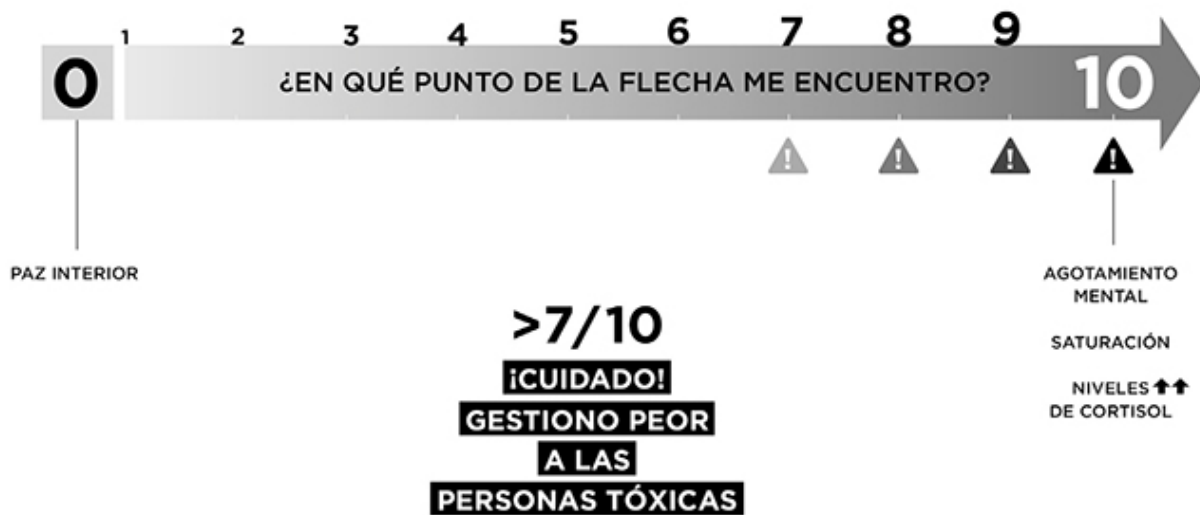 1 2 3 4 5 6 7 8 9
0 ¿EN QUÉ PUNTO DE LA FLECHA ME ENCUENTRO? 10
! ! ! !
PAZ INTERIOR
AGOTAMIENTO
MENTAL
SATURACIÓN
NIVELES ⬆⬆
DE CORTISOL
>7/10
¡CUIDADO!
GESTIONO PEOR
A LAS
PERSONAS TÓXICAS